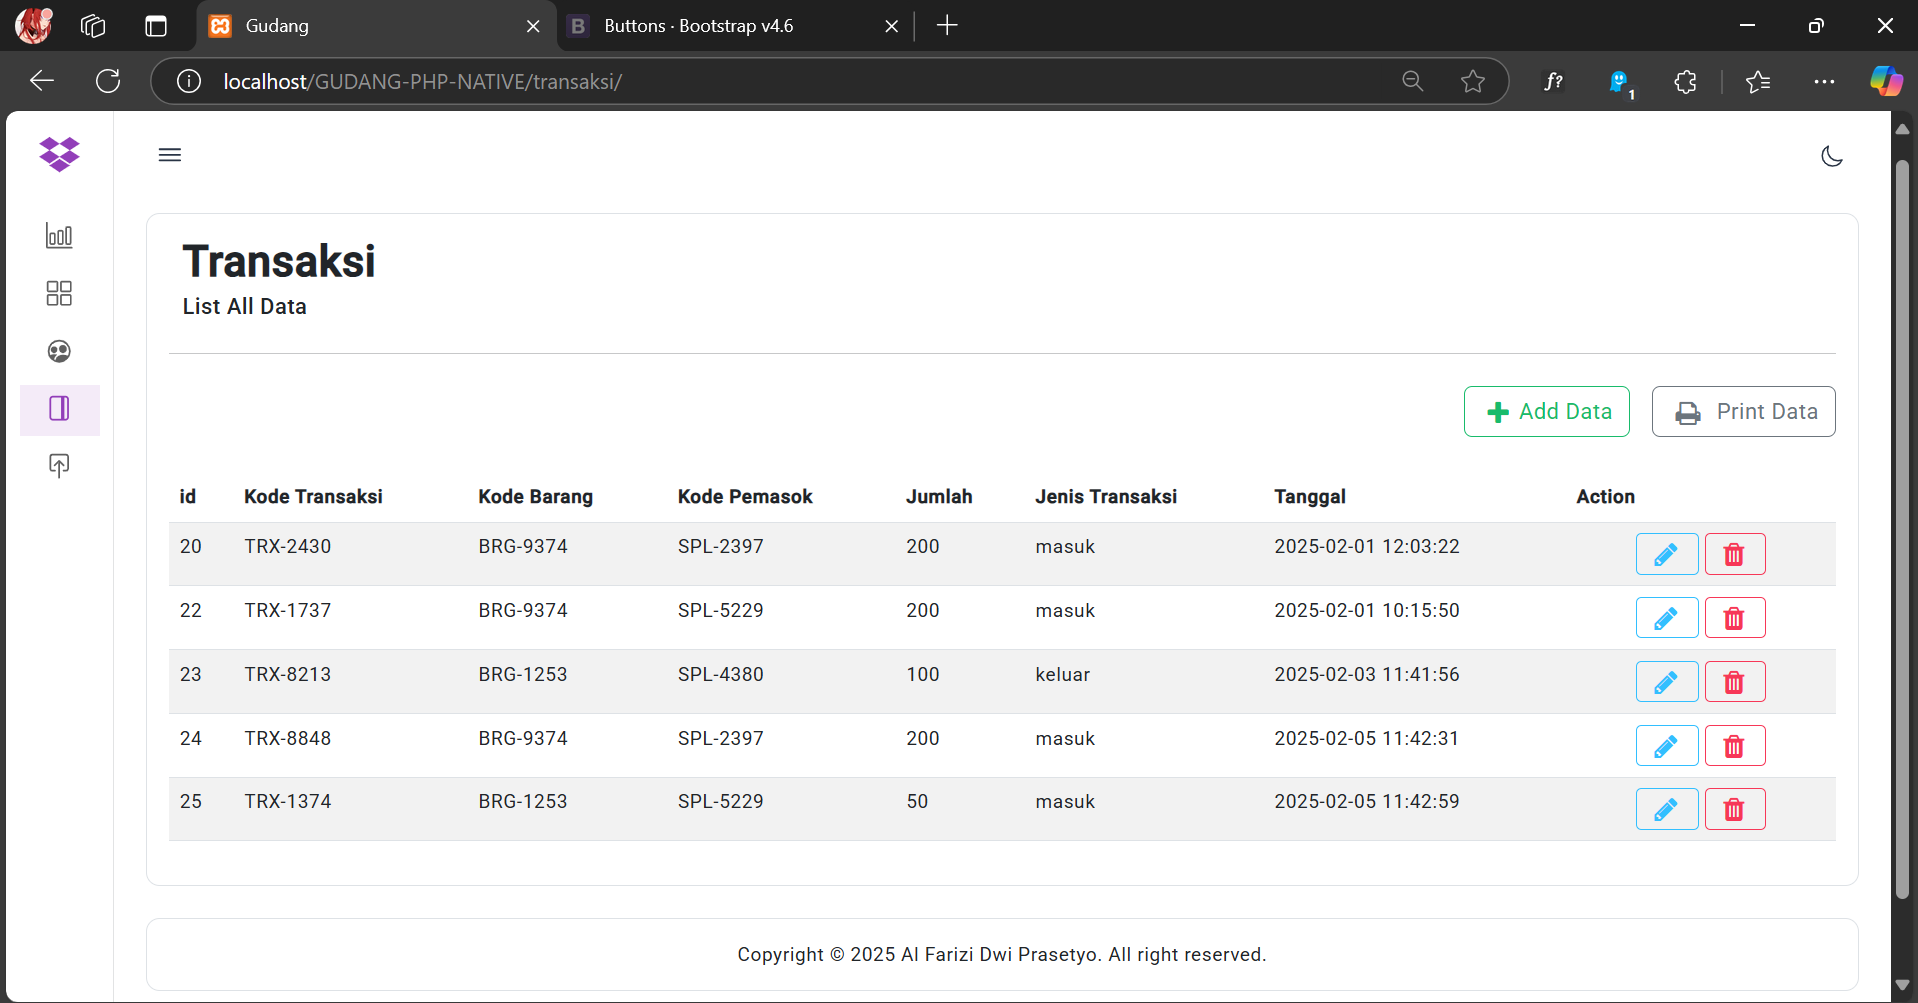 Gudang
B Buttons · Bootstrap v4.6
localhost/GUDANG-PHP-NATIVE/transaksi/
f?
1
Transaksi
List All Data
Add Data
Print Data
id Kode Transaksi Kode Barang Kode Pemasok Jumlah Jenis Transaksi Tanggal Action
20 TRX-2430 BRG-9374 SPL-2397 200 masuk 2025-02-01 12:03:22
22 TRX-1737 BRG-9374 SPL-5229 200 masuk 2025-02-01 10:15:50
23 TRX-8213 BRG-1253 SPL-4380 100 keluar 2025-02-03 11:41:56
24 TRX-8848 BRG-9374 SPL-2397 200 masuk 2025-02-05 11:42:31
25 TRX-1374 BRG-1253 SPL-5229 50 masuk 2025-02-05 11:42:59
Copyright © 2025 Al Farizi Dwi Prasetyo. All right reserved.